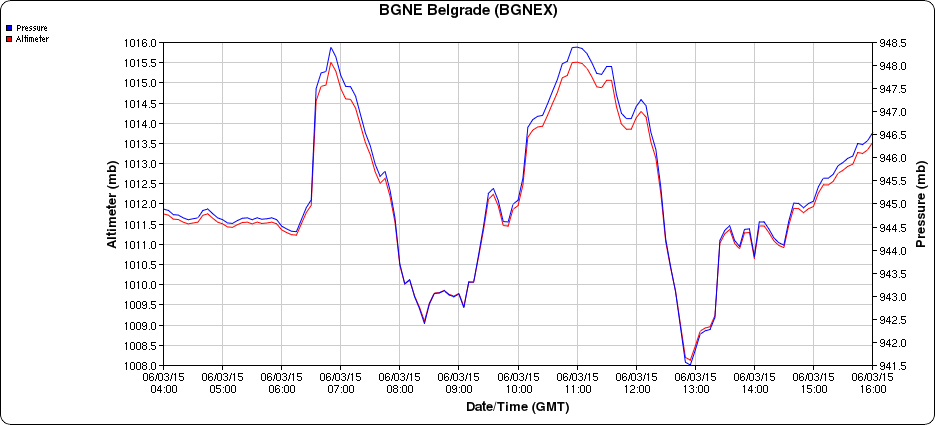 BGNE Belgrade (BGNEX)
Pressure
Altimeter
1016.0 948.5
1015.5 948.0
1015.0 947.5
1014.5 947.0
1014.0 946.5
1013.5 946.0
1013.0 945.5
1012.5 945.0
1012.0 944.5
1011.5 944.0
1011.0 943.5
1010.5 943.0
1010.0 942.5
1009.5 942.0
1009.0 941.5
1008.5
1008.0
Altimeter (mb)
Pressure (mb)
06/03/15 06/03/15 06/03/15 06/03/15 06/03/15 06/03/15 06/03/15 06/03/15 06/03/15 06/03/15 06/03/15 06/03/15 06/03/15
04:00 05:00 06:00 07:00 08:00 09:00 10:00 11:00 12:00 13:00 14:00 15:00 16:00
Date/Time (GMT)